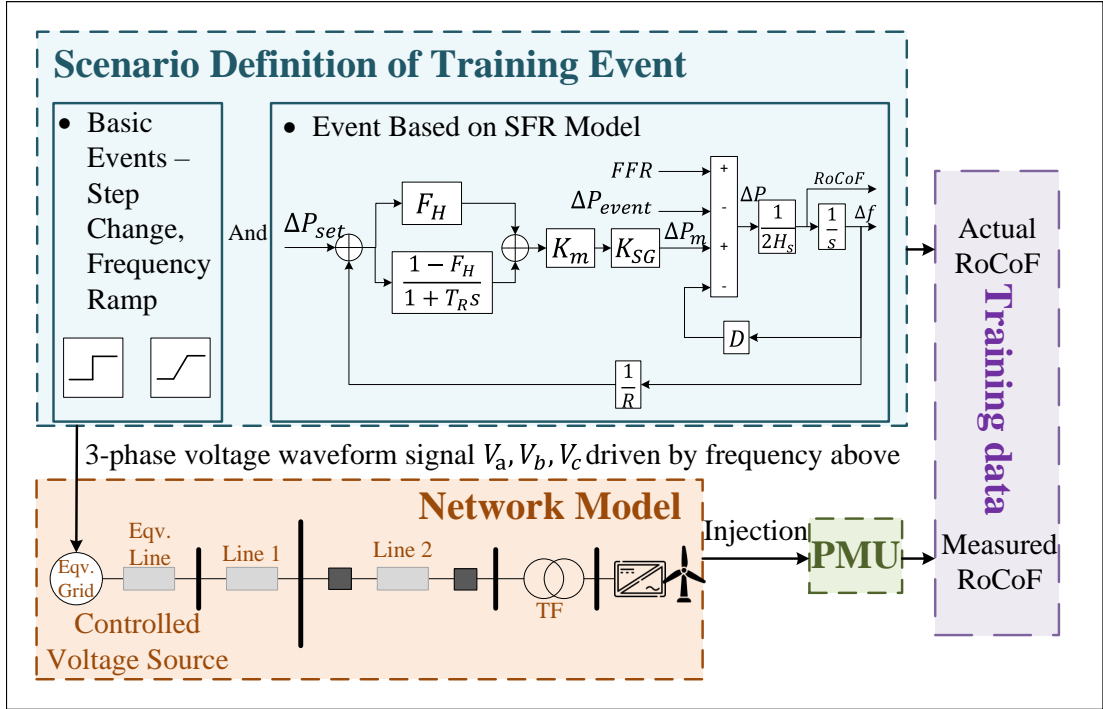 Scenario Definition of Training Event
• Basic
Events –
Step
Change,
Frequency
Ramp
And
• Event Based on SFR Model
ΔP_set
F_H
1 − F_H
1 + T_R s
K_m
K_SG
FFR
ΔP_event
ΔP_m
+
-
+
-
ΔP
1
2H_s
RoCoF
1
s
Δf
D
1
R
3-phase voltage waveform signal V_a, V_b, V_c driven by frequency above
Network Model
Eqv.
Grid
Eqv.
Line
Line 1
Line 2
TF
Controlled
Voltage Source
Injection
PMU
Actual
RoCoF
Training data
Measured
RoCoF